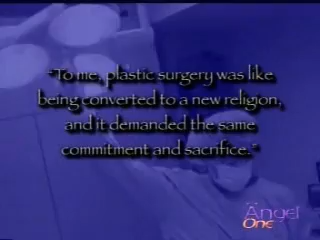 "To me, plastic surgery was like
being converted to a new religion,
and it demanded the same
commitment and sacrifice."
Angel
One